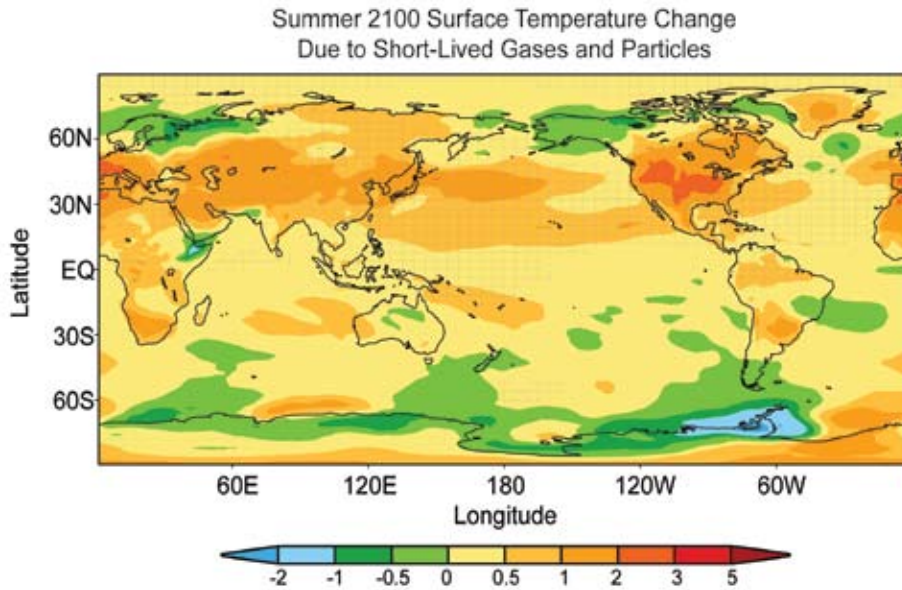 Summer 2100 Surface Temperature Change
Due to Short-Lived Gases and Particles
Latitude
60N
30N
EQ
30S
60S
60E 120E 180 120W 60W
Longitude
-2 -1 -0.5 0 0.5 1 2 3 5